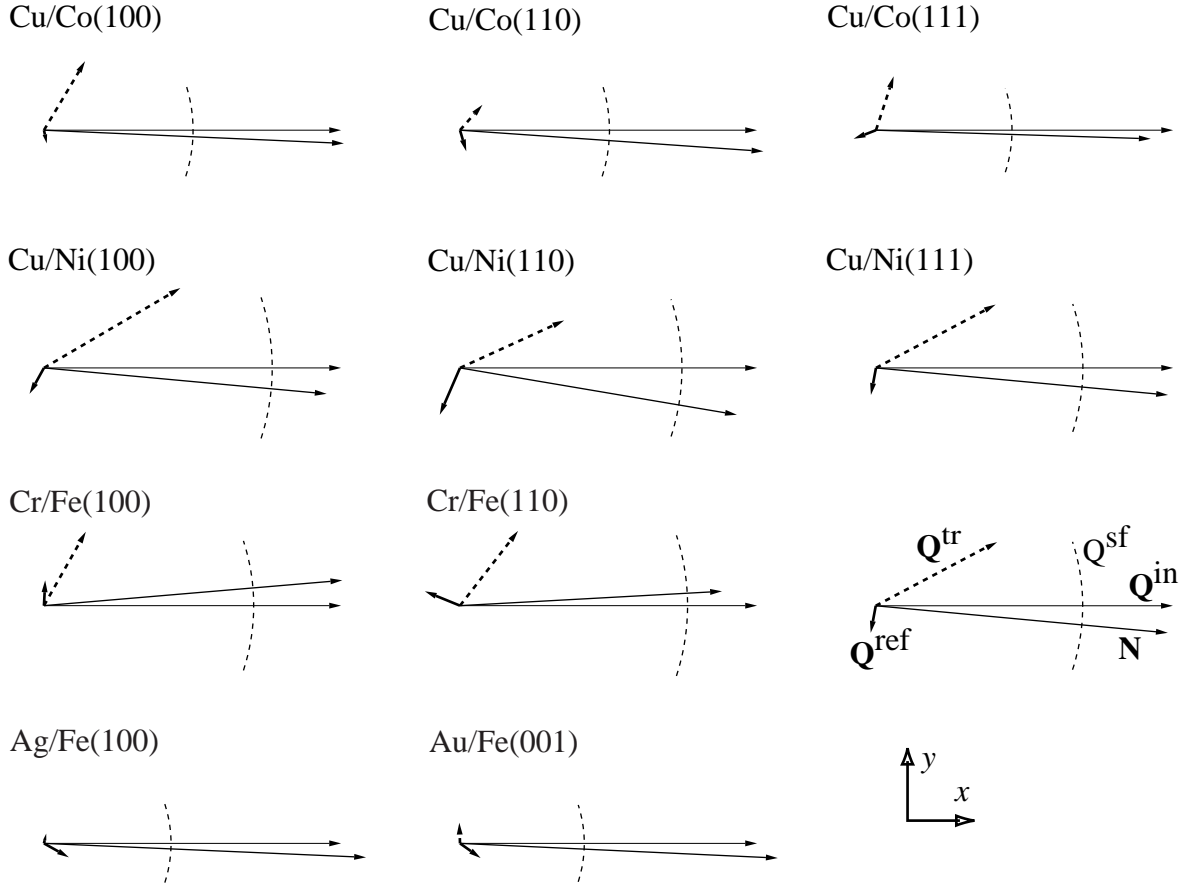 Cu/Co(100) Cu/Co(110) Cu/Co(111)
Cu/Ni(100) Cu/Ni(110) Cu/Ni(111)
Cr/Fe(100) Cr/Fe(110)
Q^tr Q^sf
Q^in
Q^ref N
Ag/Fe(100) Au/Fe(001)
y
x